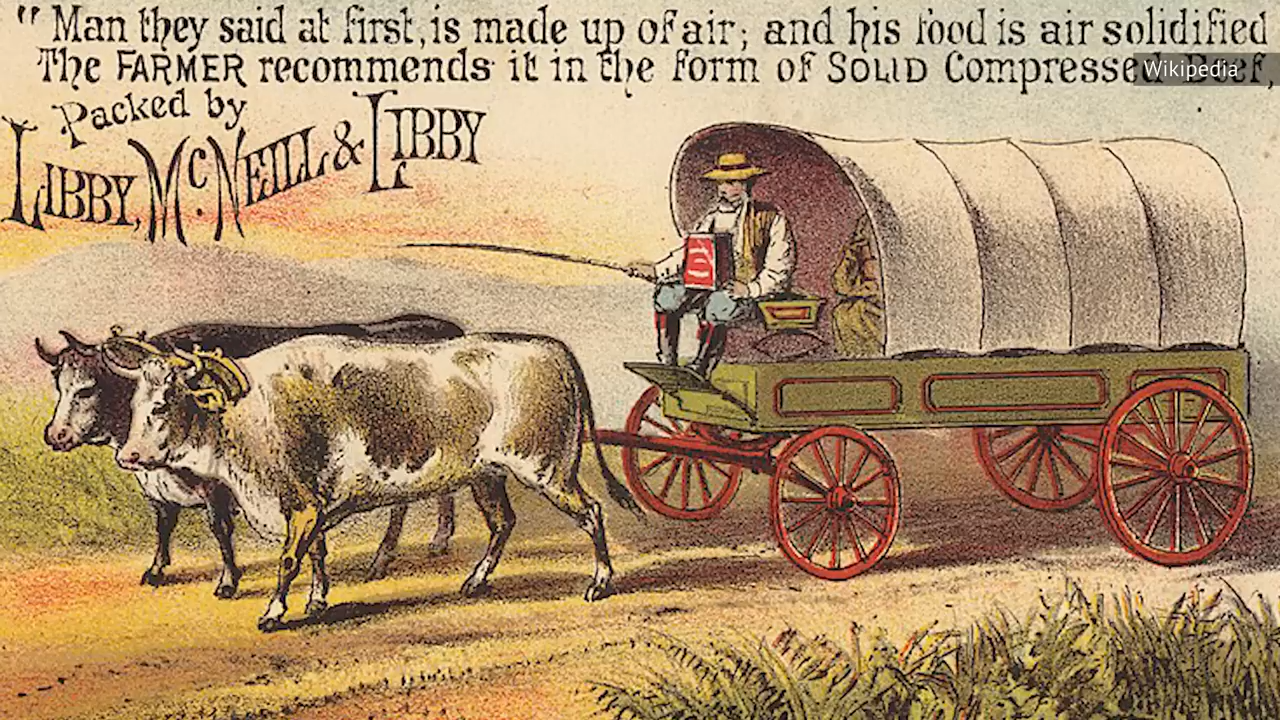 " Man they said at first, is made up of air; and his food is air solidified
The FARMER recommends it in the form of SOLID Compressed Beef,
Wikipedia
Packed by
LIBBY, McNEILL & LIBBY